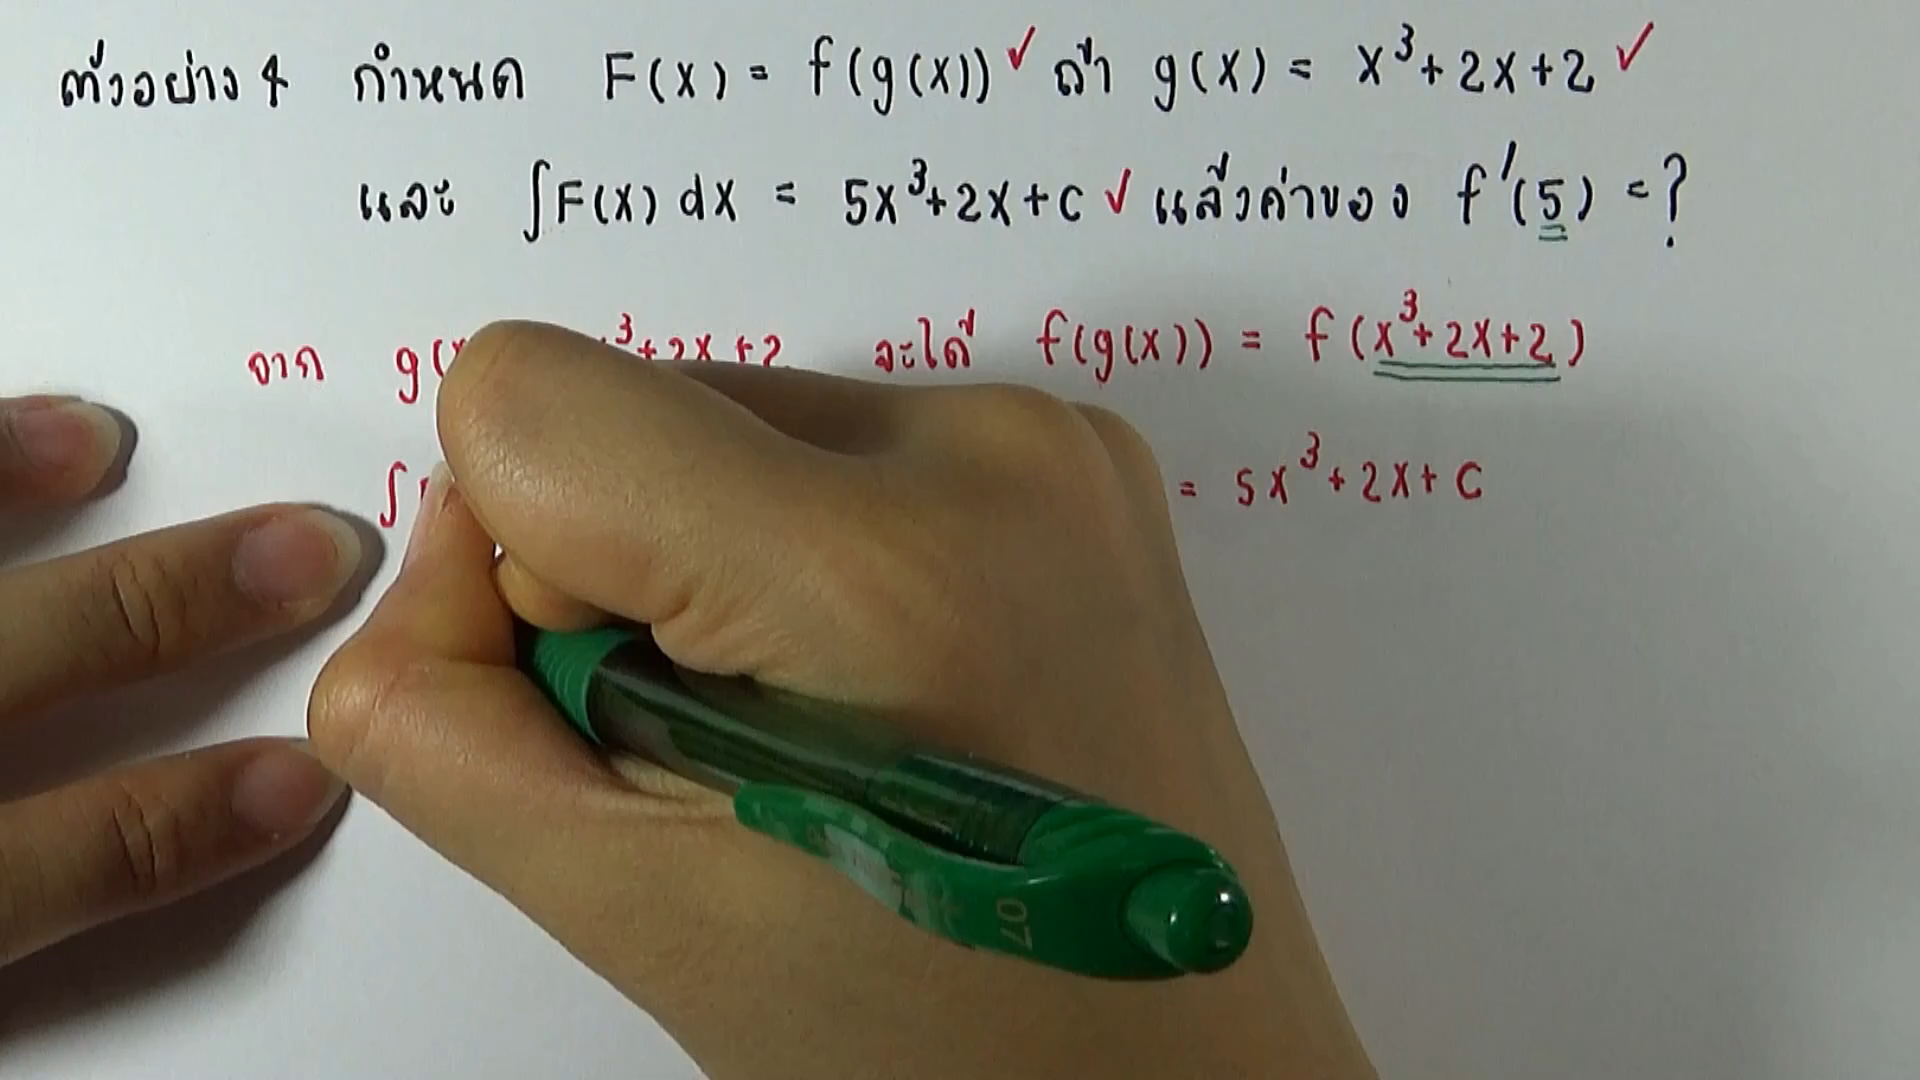 ตัวอย่าง 4 กำหนด F(x) = f(g(x)) ✓ ถ้า g(x) = x³+2x+2 ✓
และ ∫F(x) dx = 5x³+2x+c ✓ แล้วค่าของ f'(5) = ?
จาก g(x ³+2x+2 จะได้ f(g(x)) = f(x³+2x+2)
∫ = 5x³+2x+c
07